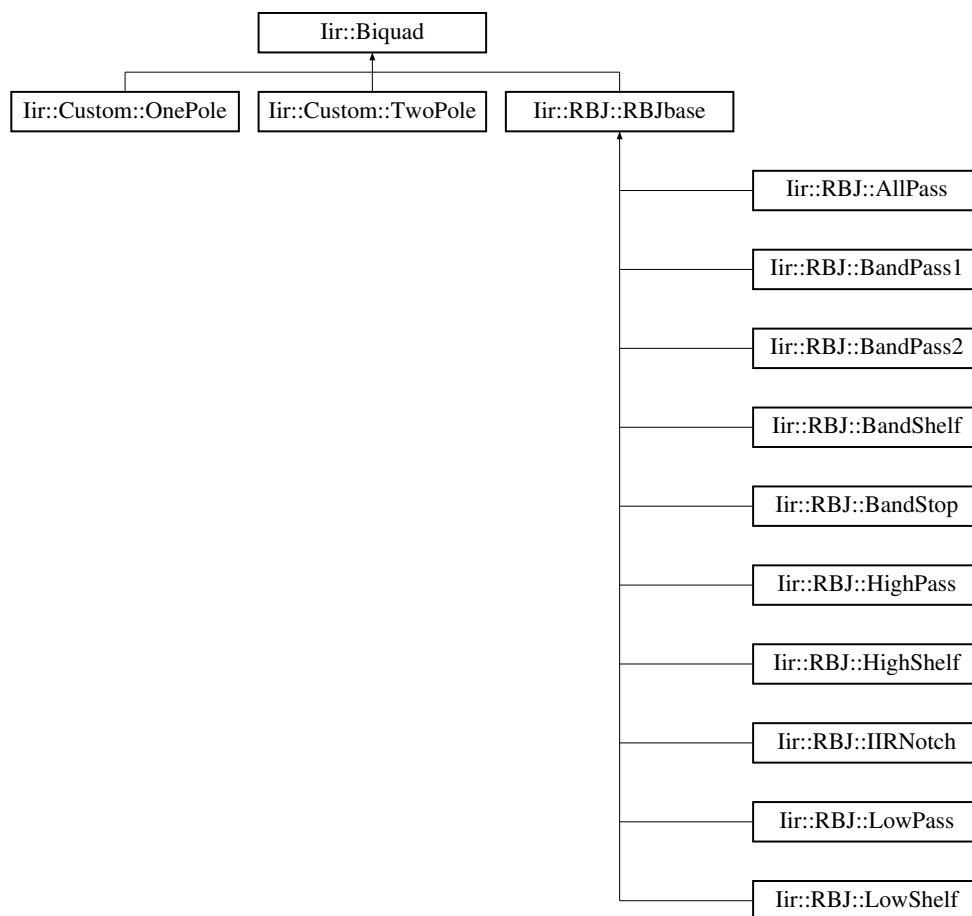 Iir::Biquad
Iir::Custom::OnePole
Iir::Custom::TwoPole
Iir::RBJ::RBJbase
Iir::RBJ::AllPass
Iir::RBJ::BandPass1
Iir::RBJ::BandPass2
Iir::RBJ::BandShelf
Iir::RBJ::BandStop
Iir::RBJ::HighPass
Iir::RBJ::HighShelf
Iir::RBJ::IIRNotch
Iir::RBJ::LowPass
Iir::RBJ::LowShelf